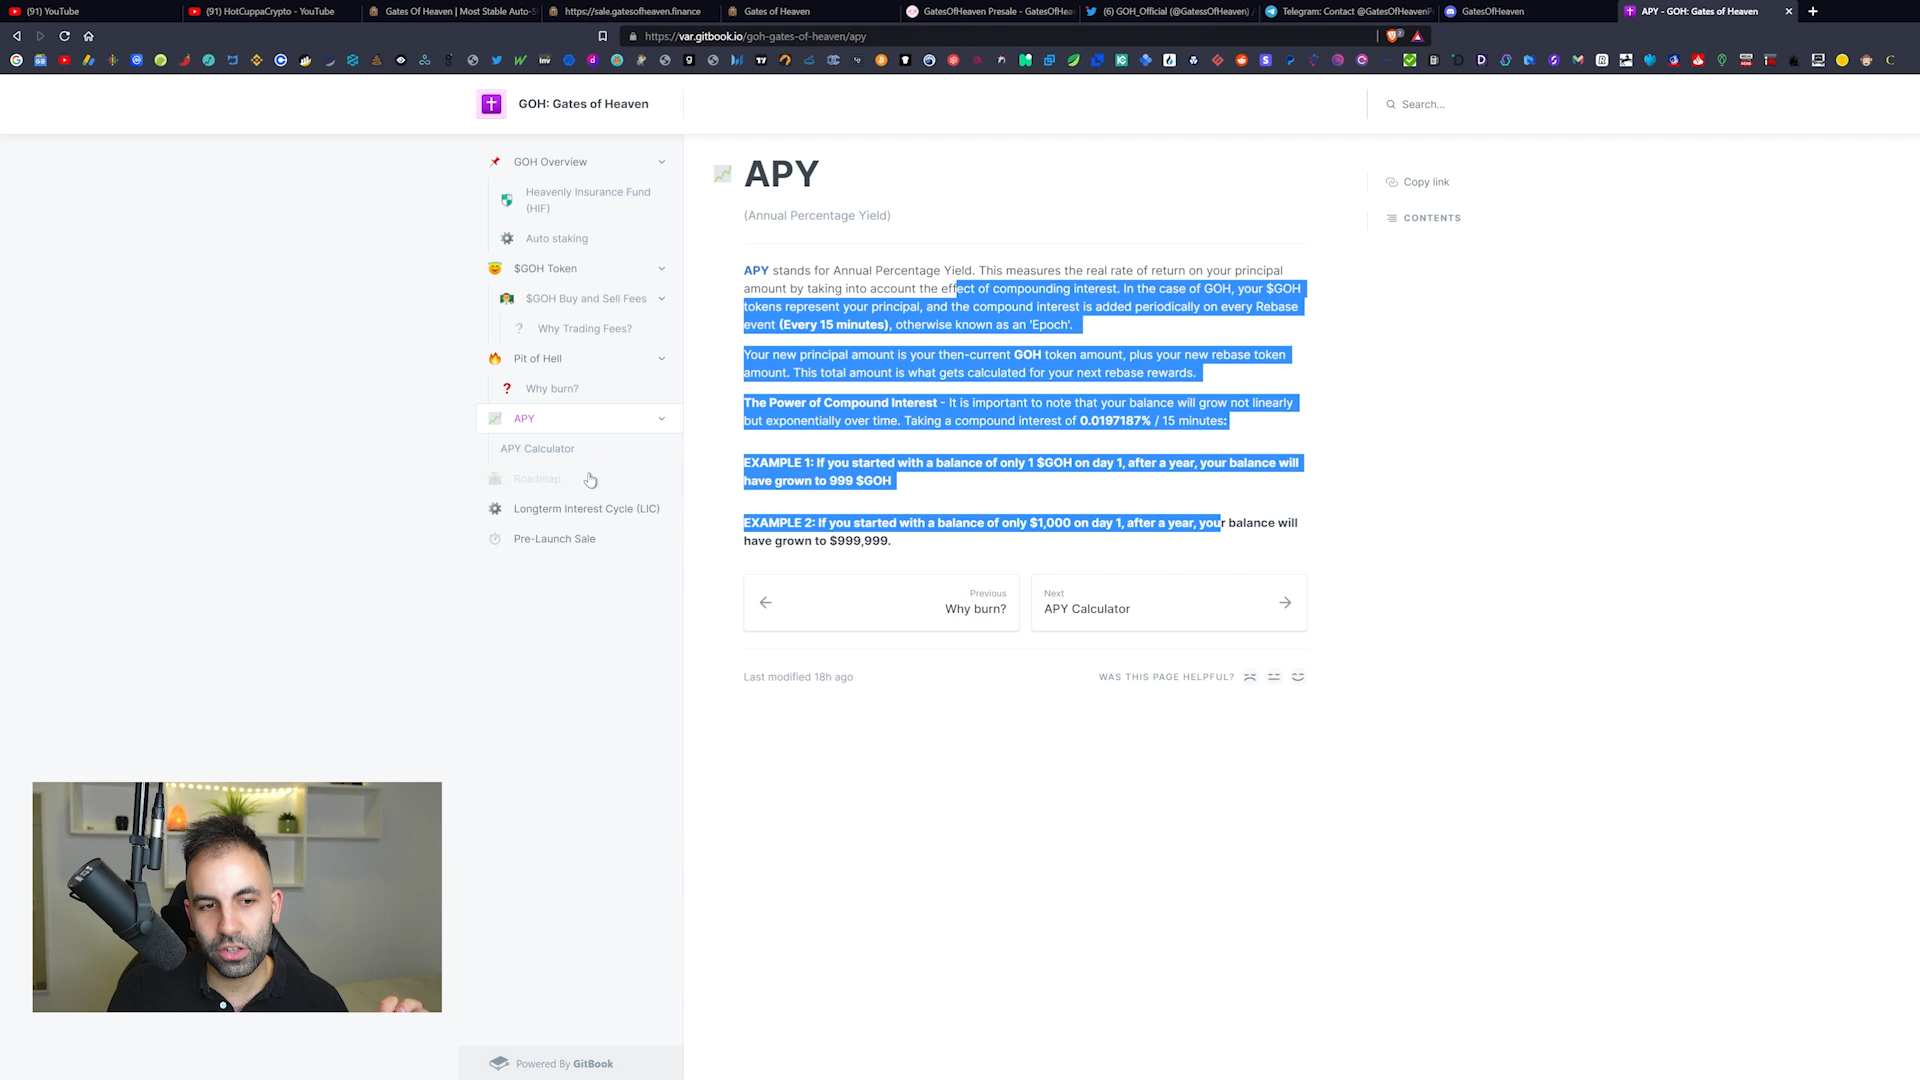 (91) YouTube
(91) HotCuppaCrypto - YouTube
Gates Of Heaven | Most Stable Auto-S
https://sale.gatesofheaven.finance
Gates of Heaven
GatesOfHeaven Presale - GatesOfHeav
(6) GOH_Official (@GatessOfHeaven) /
Telegram: Contact @GatesOfHeavenP
GatesOfHeaven
APY - GOH: Gates of Heaven
https://var.gitbook.io/goh-gates-of-heaven/apy
GOH: Gates of Heaven
Search...
GOH Overview
Heavenly Insurance Fund
(HIF)
Auto staking
$GOH Token
$GOH Buy and Sell Fees
Why Trading Fees?
Pit of Hell
Why burn?
APY
APY Calculator
Roadmap
Longterm Interest Cycle (LIC)
Pre-Launch Sale
Powered By GitBook
APY
(Annual Percentage Yield)
APY stands for Annual Percentage Yield. This measures the real rate of return on your principal
amount by taking into account the effect of compounding interest. In the case of GOH, your $GOH
tokens represent your principal, and the compound interest is added periodically on every Rebase
event (Every 15 minutes), otherwise known as an 'Epoch'.
Your new principal amount is your then-current GOH token amount, plus your new rebase token
amount. This total amount is what gets calculated for your next rebase rewards.
The Power of Compound Interest - It is important to note that your balance will grow not linearly
but exponentially over time. Taking a compound interest of 0.0197187% / 15 minutes:
EXAMPLE 1: If you started with a balance of only 1 $GOH on day 1, after a year, your balance will
have grown to 999 $GOH
EXAMPLE 2: If you started with a balance of only $1,000 on day 1, after a year, your balance will
have grown to $999,999.
Previous
Why burn?
Next
APY Calculator
Last modified 18h ago
WAS THIS PAGE HELPFUL?
Copy link
CONTENTS